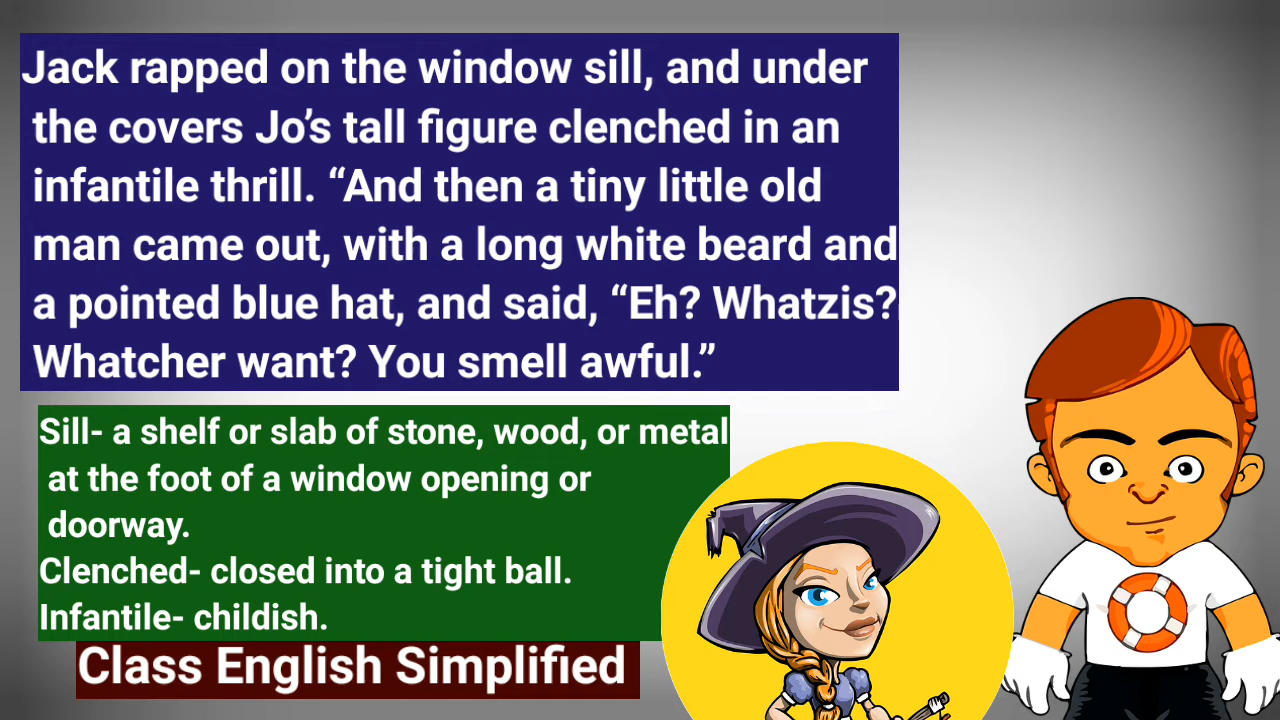 Jack rapped on the window sill, and under
the covers Jo’s tall figure clenched in an
infantile thrill. “And then a tiny little old
man came out, with a long white beard and
a pointed blue hat, and said, “Eh? Whatzis?
Whatcher want? You smell awful.”
Sill- a shelf or slab of stone, wood, or metal
at the foot of a window opening or
doorway.
Clenched- closed into a tight ball.
Infantile- childish.
Class English Simplified